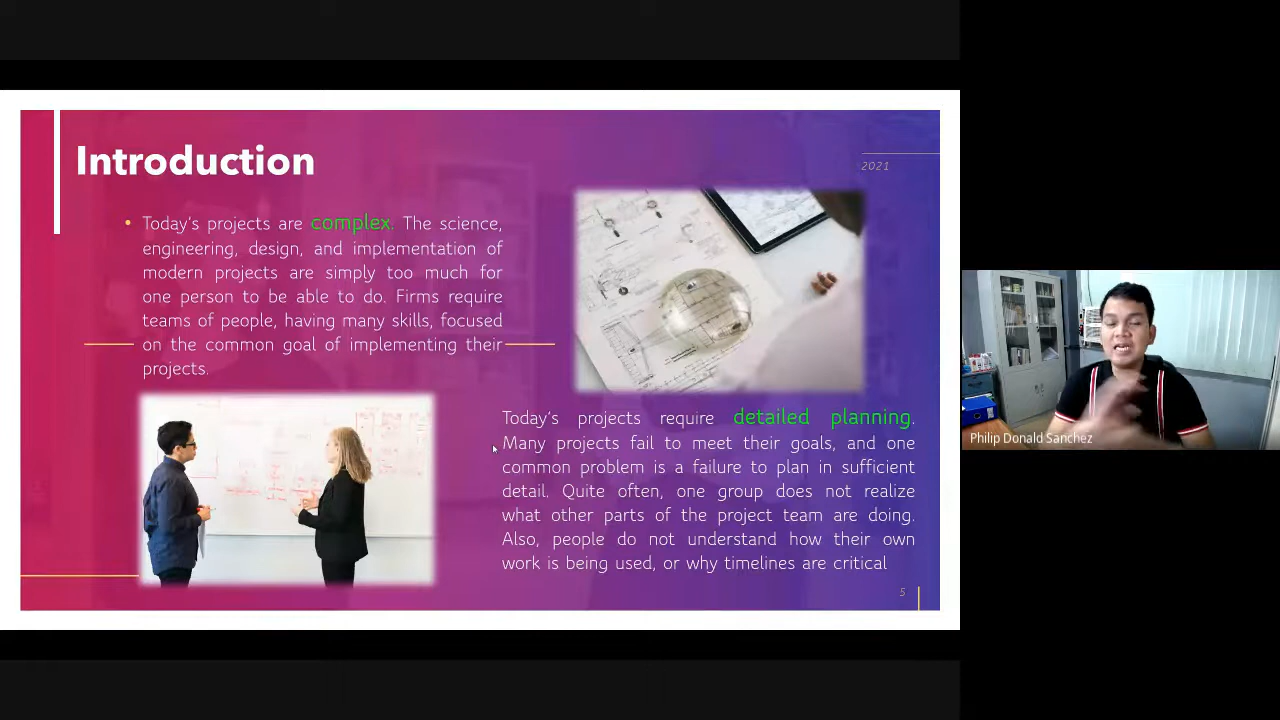 Introduction
2021
• Today's projects are complex. The science,
engineering, design, and implementation of
modern projects are simply too much for
one person to be able to do. Firms require
teams of people, having many skills, focused
on the common goal of implementing their
projects.
Today's projects require detailed planning.
Many projects fail to meet their goals, and one
common problem is a failure to plan in sufficient
detail. Quite often, one group does not realize
what other parts of the project team are doing.
Also, people do not understand how their own
work is being used, or why timelines are critical
5
Philip Donald Sanchez